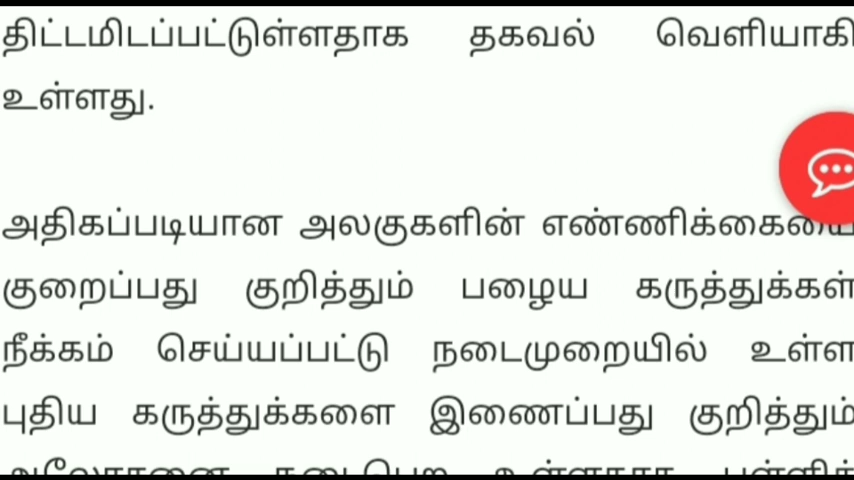 திட்டமிடப்பட்டுள்ளதாக தகவல் வெளியாகி
உள்ளது.
அதிகப்படியான அலகுகளின் எண்ணிக்கையை
குறைப்பது குறித்தும் பழைய கருத்துக்கள்
நீக்கம் செய்யப்பட்டு நடைமுறையில் உள்ள
புதிய கருத்துக்களை இணைப்பது குறித்தும்